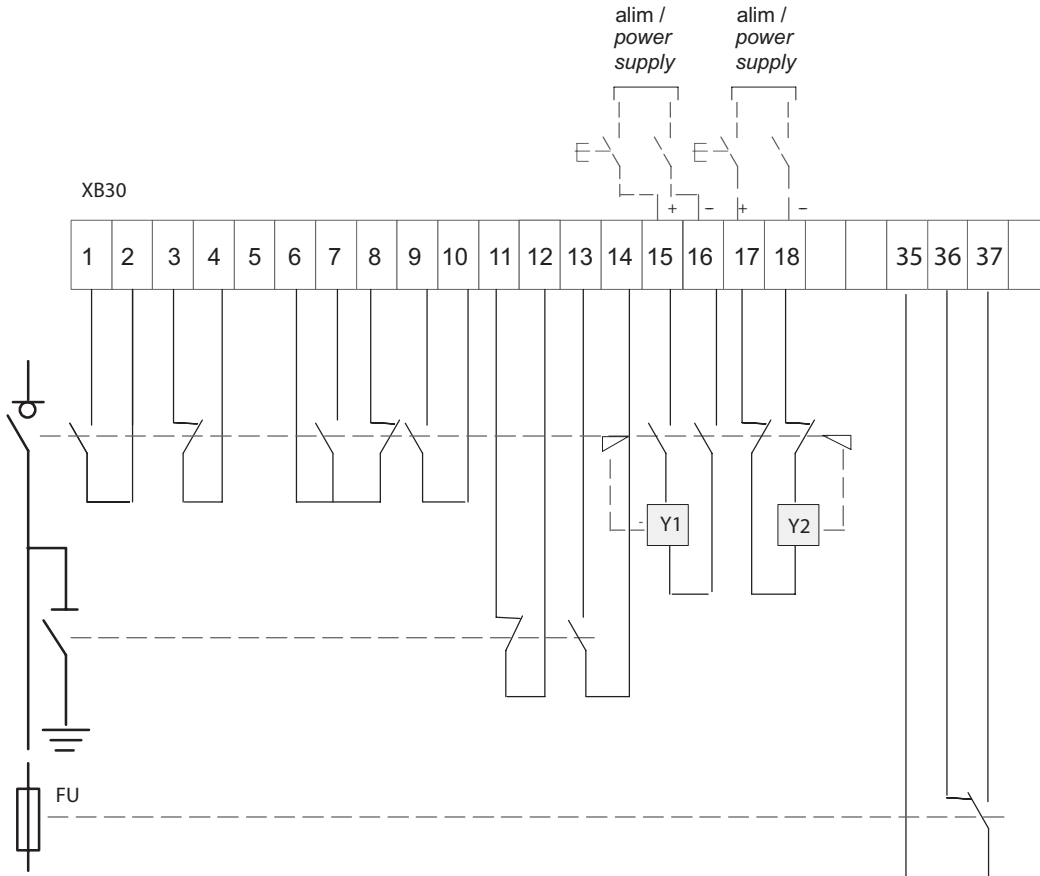 alim / alim /
power power
supply supply
XB30
+ – + –
1 2 3 4 5 6 7 8 9 10 11 12 13 14 15 16 17 18 35 36 37
Y1 Y2
FU